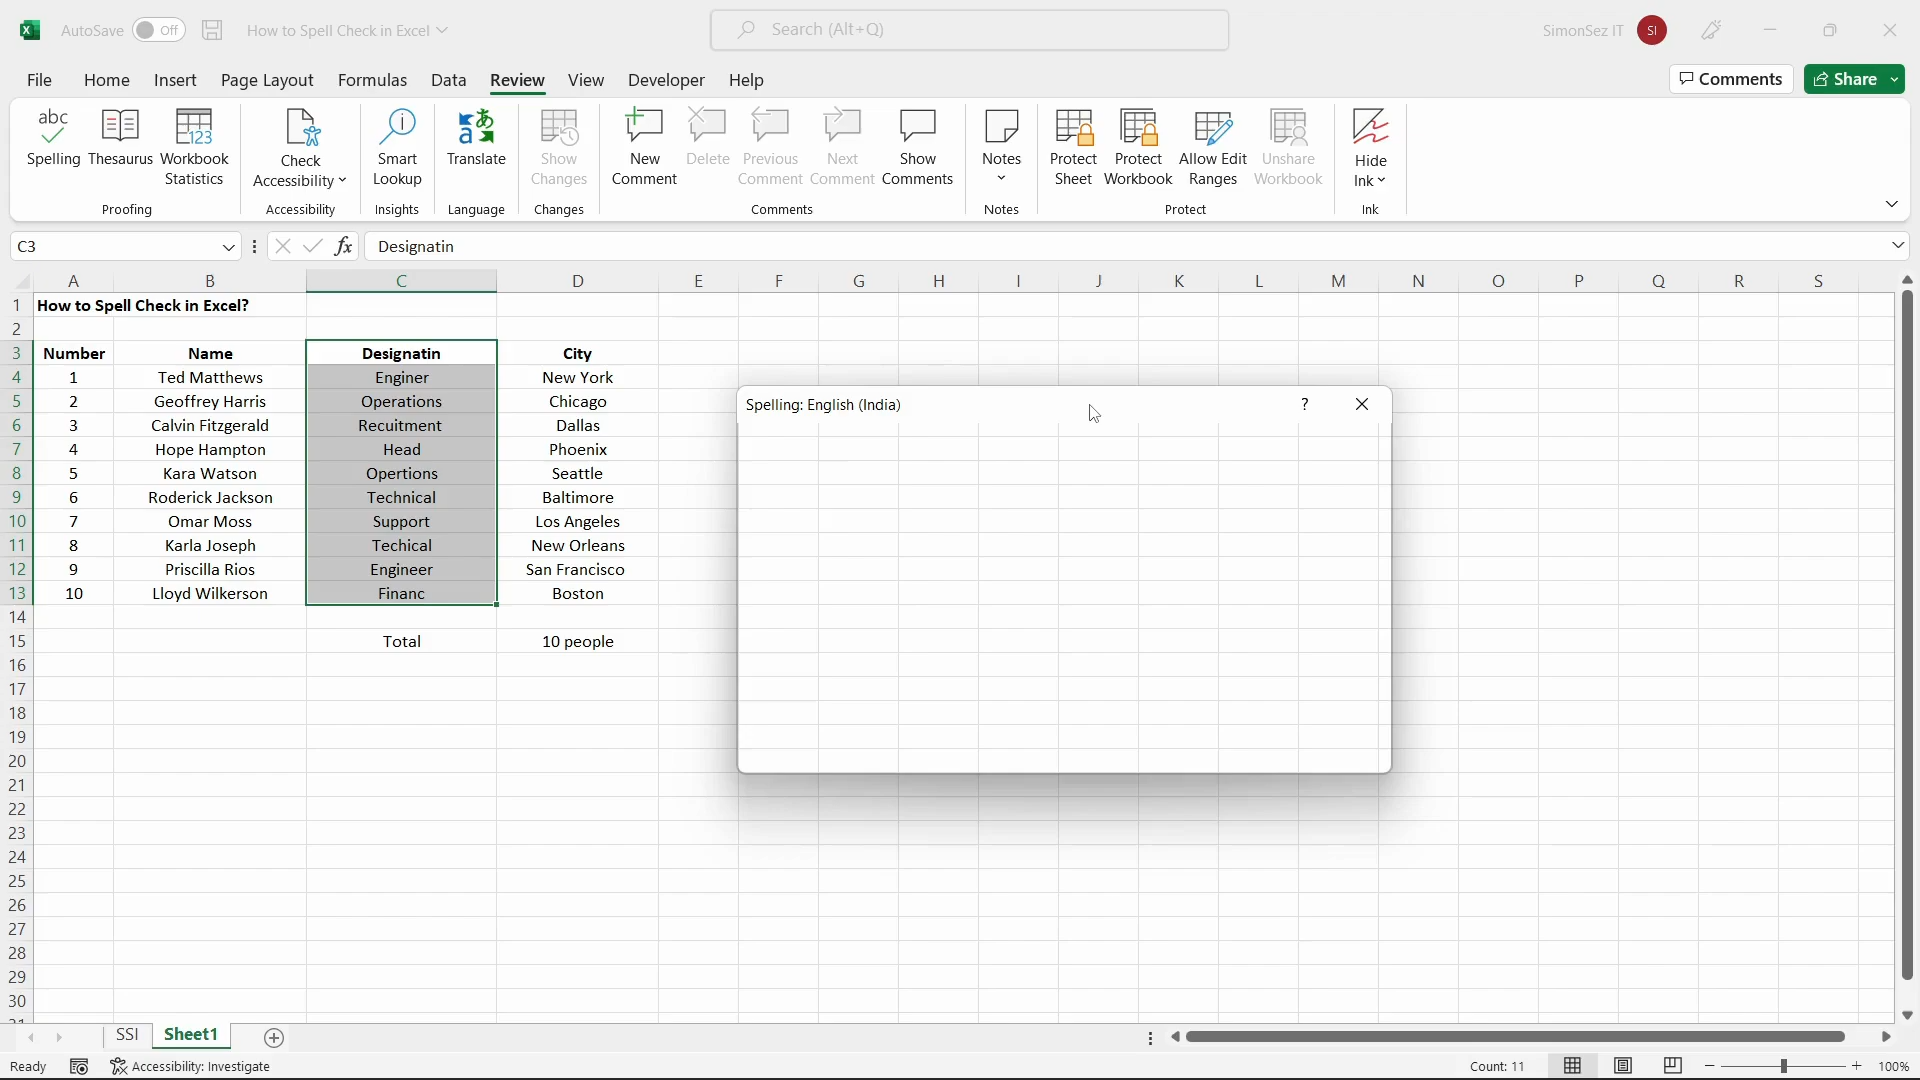 AutoSave Off How to Spell Check in Excel Search (Alt+Q) SimonSez IT SI
File Home Insert Page Layout Formulas Data Review View Developer Help Comments Share
abc
Spelling Thesaurus Workbook Statistics Check Accessibility Smart Lookup Translate Show Changes New Comment Delete Previous Comment Next Comment Show Comments Notes Protect Sheet Protect Workbook Allow Edit Ranges Unshare Workbook Hide Ink
Proofing Accessibility Insights Language Changes Comments Notes Protect Ink
C3 fx Designatin
A B C D E F G H I J K L M N O P Q R S
1 How to Spell Check in Excel?
2
3 Number Name Designatin City
4 1 Ted Matthews Enginer New York
5 2 Geoffrey Harris Operations Chicago
6 3 Calvin Fitzgerald Recuitment Dallas
7 4 Hope Hampton Head Phoenix
8 5 Kara Watson Opertions Seattle
9 6 Roderick Jackson Technical Baltimore
10 7 Omar Moss Support Los Angeles
11 8 Karla Joseph Techical New Orleans
12 9 Priscilla Rios Engineer San Francisco
13 10 Lloyd Wilkerson Financ Boston
14
15 Total 10 people
16
17
18
19
20
21
22
23
24
25
26
27
28
29
30
Spelling: English (India) ?
SSI Sheet1
Ready Accessibility: Investigate Count: 11 100%